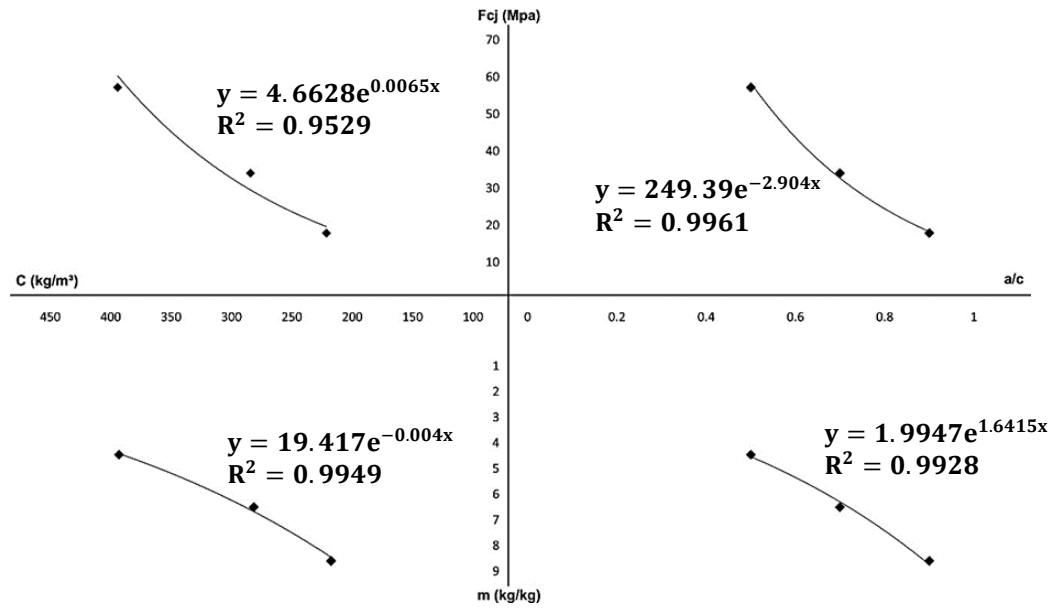 Fcj (Mpa)
70
60
50
40
30
20
10
y = 4.6628e^0.0065x
R² = 0.9529
y = 249.39e^−2.904x
R² = 0.9961
C (kg/m³)
a/c
450 400 350 300 250 200 150 100 0 0.2 0.4 0.6 0.8 1
1
2
3
4
5
6
7
8
9
y = 19.417e^−0.004x
R² = 0.9949
y = 1.9947e^1.6415x
R² = 0.9928
m (kg/kg)